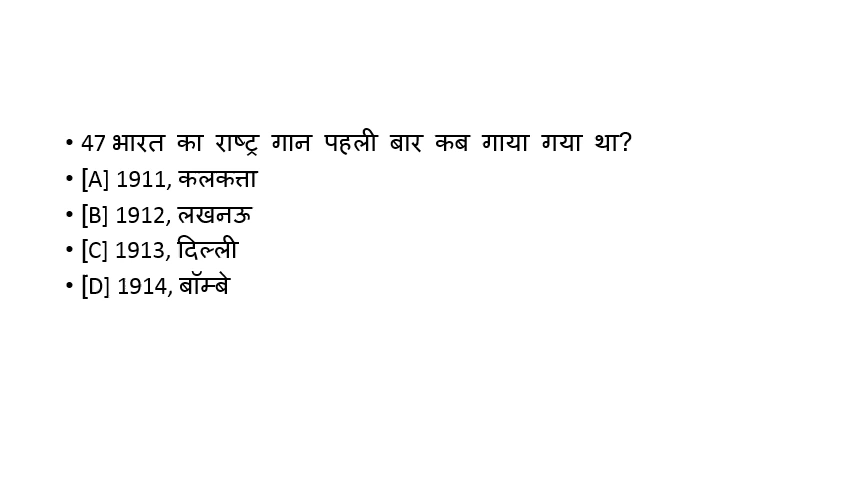 • 47 भारत का राष्ट्र गान पहली बार कब गाया गया था?
• [A] 1911, कलकत्ता
• [B] 1912, लखनऊ
• [C] 1913, दिल्ली
• [D] 1914, बॉम्बे